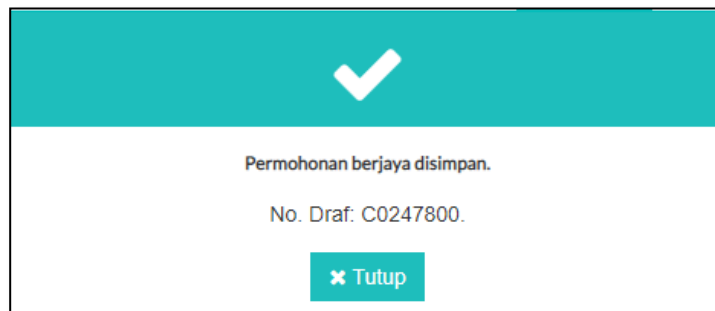 Permohonan berjaya disimpan.
No. Draf: C0247800.
✖ Tutup